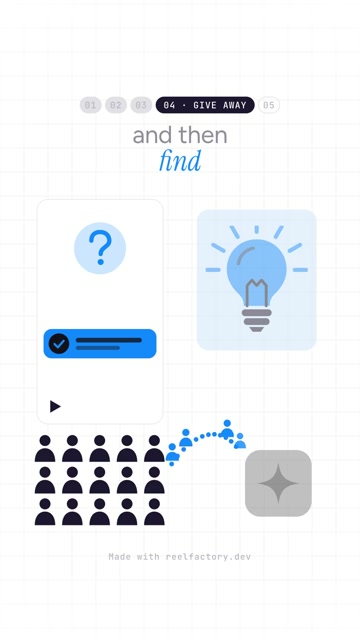 01 02 03 04 · GIVE AWAY 05
and then
find
?
Made with reelfactory.dev